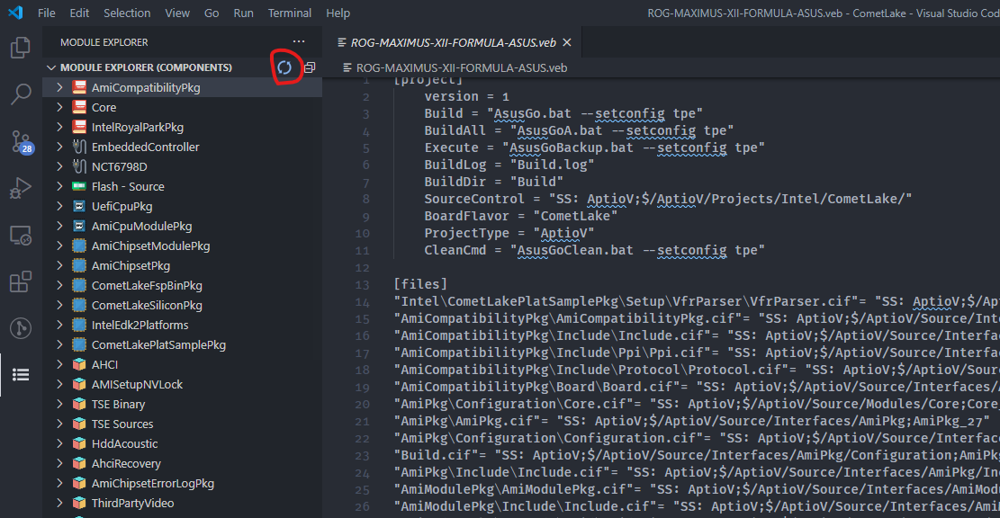 File Edit Selection View Go Run Terminal Help
ROG-MAXIMUS-XII-FORMULA-ASUS.veb - CometLake - Visual Studio Cod
MODULE EXPLORER
ROG-MAXIMUS-XII-FORMULA-ASUS.veb
MODULE EXPLORER (COMPONENTS)
ROG-MAXIMUS-XII-FORMULA-ASUS.veb
AmiCompatibilityPkg
Core
IntelRoyalParkPkg
EmbeddedController
NCT6798D
Flash - Source
UefiCpuPkg
AmiCpuModulePkg
AmiChipsetModulePkg
AmiChipsetPkg
CometLakeFspBinPkg
CometLakeSiliconPkg
IntelEdk2Platforms
CometLakePlatSamplePkg
AHCI
AMISetupNVLock
TSE Binary
TSE Sources
HddAcoustic
AhciRecovery
AmiChipsetErrorLogPkg
ThirdPartyVideo
28
1 [project]
2 version = 1
3 Build = "AsusGo.bat --setconfig tpe"
4 BuildAll = "AsusGoA.bat --setconfig tpe"
5 Execute = "AsusGoBackup.bat --setconfig tpe"
6 BuildLog = "Build.log"
7 BuildDir = "Build"
8 SourceControl = "SS: AptioV;$/AptioV/Projects/Intel/CometLake/"
9 BoardFlavor = "CometLake"
10 ProjectType = "AptioV"
11 CleanCmd = "AsusGoClean.bat --setconfig tpe"
12
13 [files]
14 "Intel\CometLakePlatSamplePkg\Setup\VfrParser\VfrParser.cif"= "SS: AptioV;$/Ap
15 "AmiCompatibilityPkg\AmiCompatibilityPkg.cif"= "SS: AptioV;$/AptioV/Source/Int
16 "AmiCompatibilityPkg\Include\Include.cif"= "SS: AptioV;$/AptioV/Source/Interfa
17 "AmiCompatibilityPkg\Include\Ppi\Ppi.cif"= "SS: AptioV;$/AptioV/Source/Interfa
18 "AmiCompatibilityPkg\Include\Protocol\Protocol.cif"= "SS: AptioV;$/AptioV/Sour
19 "AmiCompatibilityPkg\Board\Board.cif"= "SS: AptioV;$/AptioV/Source/Interfaces/A
20 "AmiPkg\Configuration\Core.cif"= "SS: AptioV;$/AptioV/Source/Modules/Core;Core_
21 "AmiPkg\AmiPkg.cif"= "SS: AptioV;$/AptioV/Source/Interfaces/AmiPkg;AmiPkg_27"
22 "AmiPkg\Configuration\Configuration.cif"= "SS: AptioV;$/AptioV/Source/Interface
23 "Build.cif"= "SS: AptioV;$/AptioV/Source/Interfaces/AmiPkg/Configuration;AmiPkg
24 "AmiPkg\Include\Include.cif"= "SS: AptioV;$/AptioV/Source/Interfaces/AmiPkg/Inc
25 "AmiModulePkg\AmiModulePkg.cif"= "SS: AptioV;$/AptioV/Source/Interfaces/AmiModu
26 "AmiModulePkg\Include\Include.cif"= "SS: AptioV;$/AptioV/Source/Interfaces/AmiM